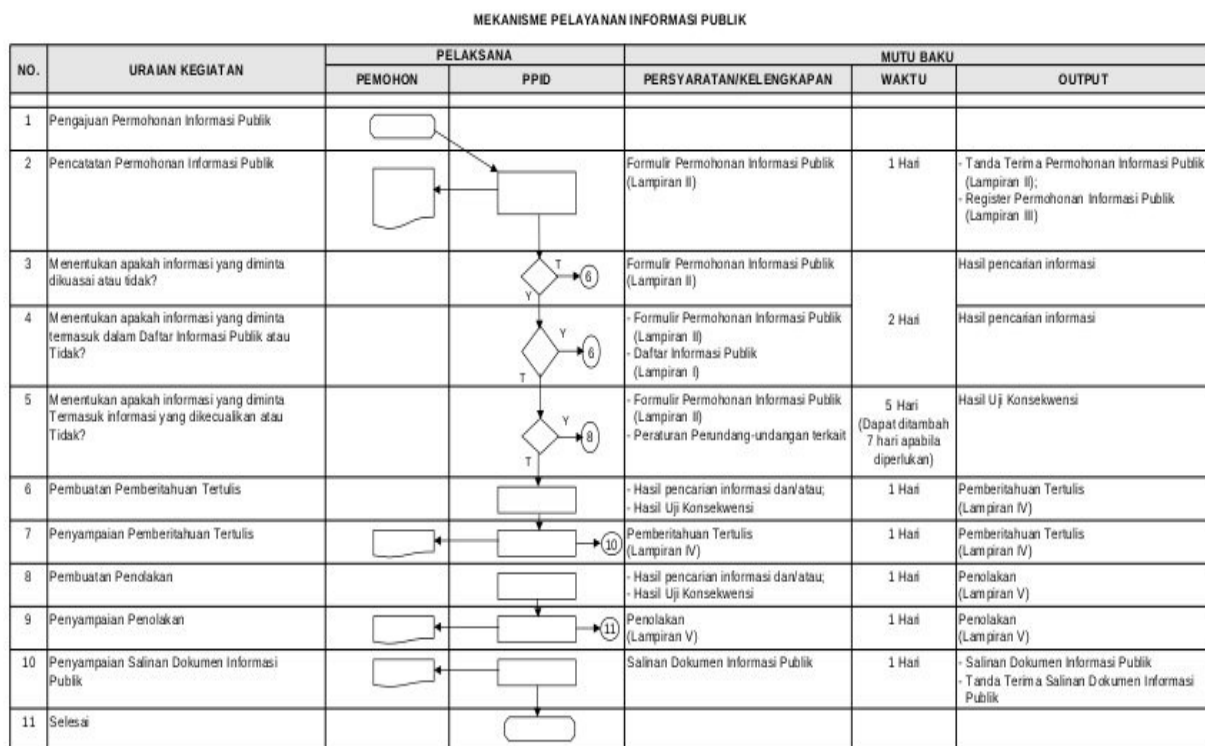 MEKANISME PELAYANAN INFORMASI PUBLIK
NO. URAIAN KEGIATAN PELAKSANA MUTU BAKU
PEMOHON PPID PERSYARATAN/KELENGKAPAN WAKTU OUTPUT
1 Pengajuan Permohonan Informasi Publik
2 Pencatatan Permohonan Informasi Publik
Formulir Permohonan Informasi Publik
(Lampiran II)
1 Hari
- Tanda Terima Permohonan Informasi Publik
(Lampiran II);
- Register Permohonan Informasi Publik
(Lampiran III)
3 Menentukan apakah informasi yang diminta
dikuasai atau tidak?
T
6
Y
Formulir Permohonan Informasi Publik
(Lampiran II)
Hasil pencarian informasi
4 Menentukan apakah informasi yang diminta
termasuk dalam Daftar Informasi Publik atau
Tidak?
Y
6
T
- Formulir Permohonan Informasi Publik
(Lampiran II)
- Daftar Informasi Publik
(Lampiran I)
2 Hari
Hasil pencarian informasi
5 Menentukan apakah informasi yang diminta
Termasuk informasi yang dikecualikan atau
Tidak?
Y
8
T
- Formulir Permohonan Informasi Publik
(Lampiran II)
- Peraturan Perundang-undangan terkait
5 Hari
(Dapat ditambah
7 hari apabila
diperlukan)
Hasil Uji Konsekwensi
6 Pembuatan Pemberitahuan Tertulis
- Hasil pencarian informasi dan/atau;
- Hasil Uji Konsekwensi
1 Hari
Pemberitahuan Tertulis
(Lampiran IV)
7 Penyampaian Pemberitahuan Tertulis
10
Pemberitahuan Tertulis
(Lampiran IV)
1 Hari
Pemberitahuan Tertulis
(Lampiran IV)
8 Pembuatan Penolakan
- Hasil pencarian informasi dan/atau;
- Hasil Uji Konsekwensi
1 Hari
Penolakan
(Lampiran V)
9 Penyampaian Penolakan
11
Penolakan
(Lampiran V)
1 Hari
Penolakan
(Lampiran V)
10 Penyampaian Salinan Dokumen Informasi
Publik
Salinan Dokumen Informasi Publik
1 Hari
- Salinan Dokumen Informasi Publik
- Tanda Terima Salinan Dokumen Informasi
Publik
11 Selesai